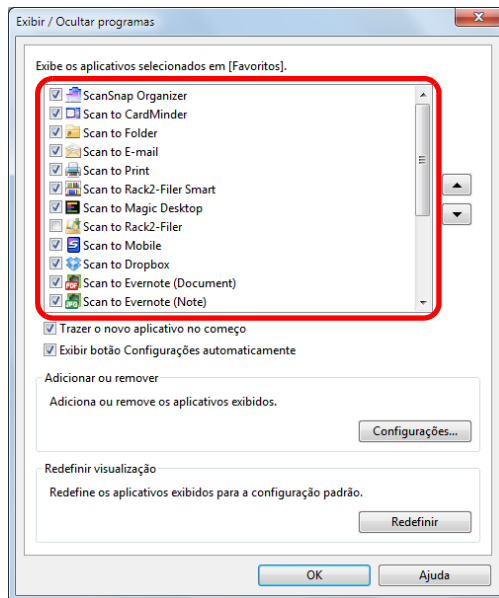 Exibir / Ocultar programas
Exibe os aplicativos selecionados em [Favoritos].
ScanSnap Organizer
Scan to CardMinder
Scan to Folder
Scan to E-mail
Scan to Print
Scan to Rack2-Filer Smart
Scan to Magic Desktop
Scan to Rack2-Filer
Scan to Mobile
Scan to Dropbox
Scan to Evernote (Document)
Scan to Evernote (Note)
Trazer o novo aplicativo no começo
Exibir botão Configurações automaticamente
Adicionar ou remover
Adiciona ou remove os aplicativos exibidos.
Configurações...
Redefinir visualização
Redefine os aplicativos exibidos para a configuração padrão.
Redefinir
OK Ajuda